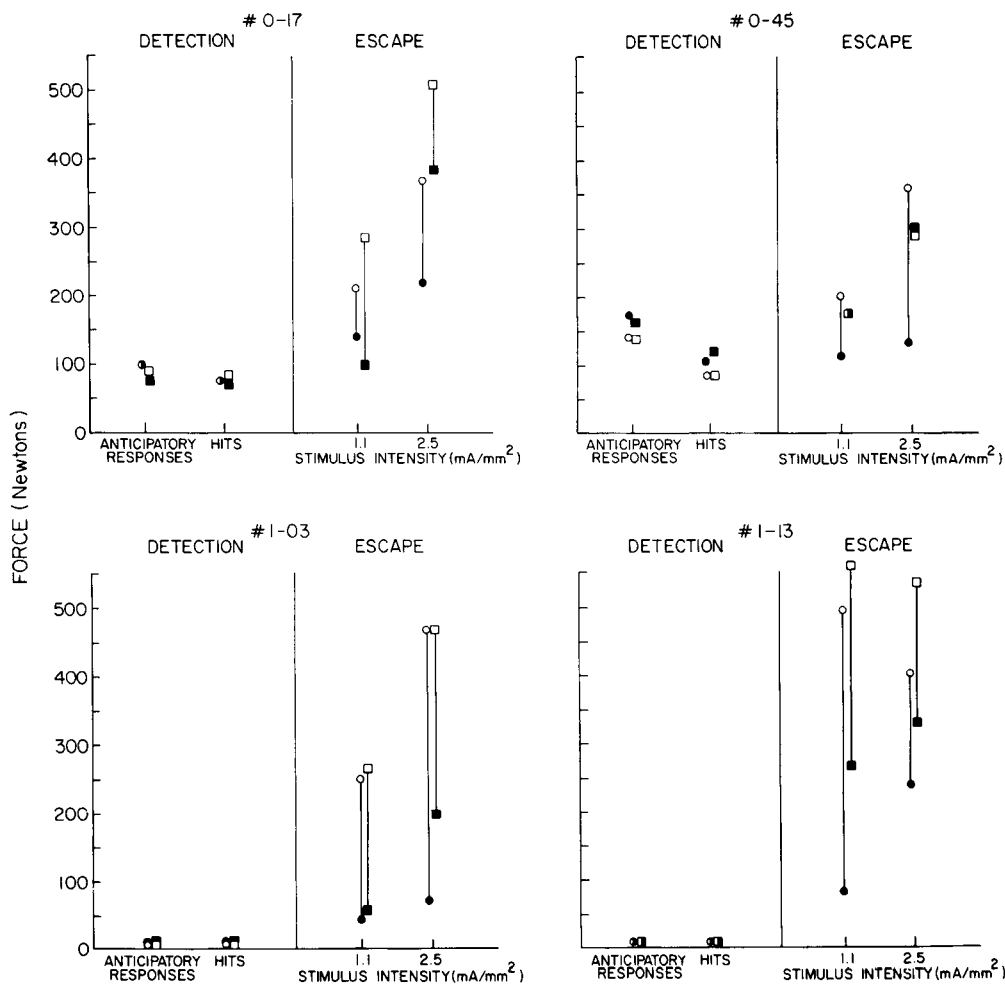 # 0-17
DETECTION ESCAPE
500
400
300
200
100
0
ANTICIPATORY RESPONSES HITS 1.1 2.5
STIMULUS INTENSITY (mA/mm²)
# 0-45
DETECTION ESCAPE
ANTICIPATORY RESPONSES HITS 1.1 2.5
STIMULUS INTENSITY (mA/mm²)
FORCE (Newtons)
# 1-03
DETECTION ESCAPE
500
400
300
200
100
0
ANTICIPATORY RESPONSES HITS 1.1 2.5
STIMULUS INTENSITY (mA/mm²)
# 1-13
DETECTION ESCAPE
ANTICIPATORY RESPONSES HITS 1.1 2.5
STIMULUS INTENSITY (mA/mm²)